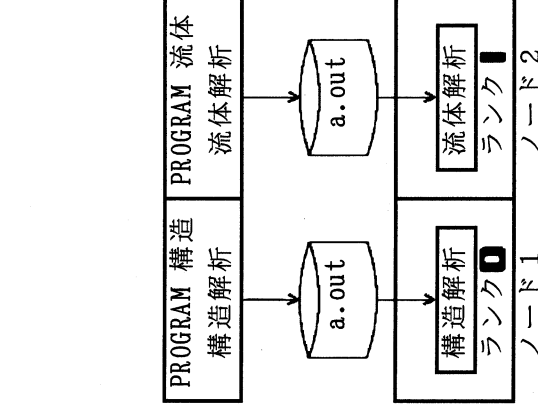 PROGRAM 構造
構造解析
PROGRAM 流体
流体解析
a.out
a.out
構造解析
ランク0
流体解析
ランク1
ノード1
ノード2